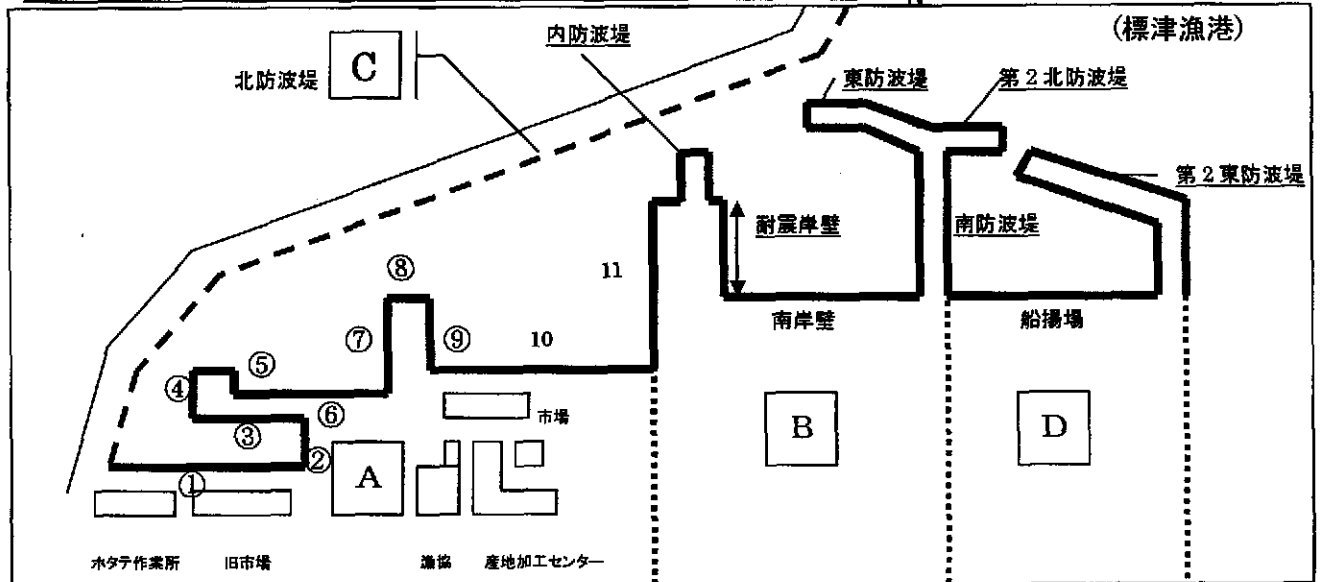 (標津漁港)
内防波堤
北防波堤
C
東防波堤
第2北防波堤
第2東防波堤
耐震岸壁
南防波堤
⑧
11
南岸壁
船揚場
⑦
⑨
10
⑤
④
⑥
③
②
①
市場
A
B
D
ホタテ作業所
旧市場
漁協
産地加工センター